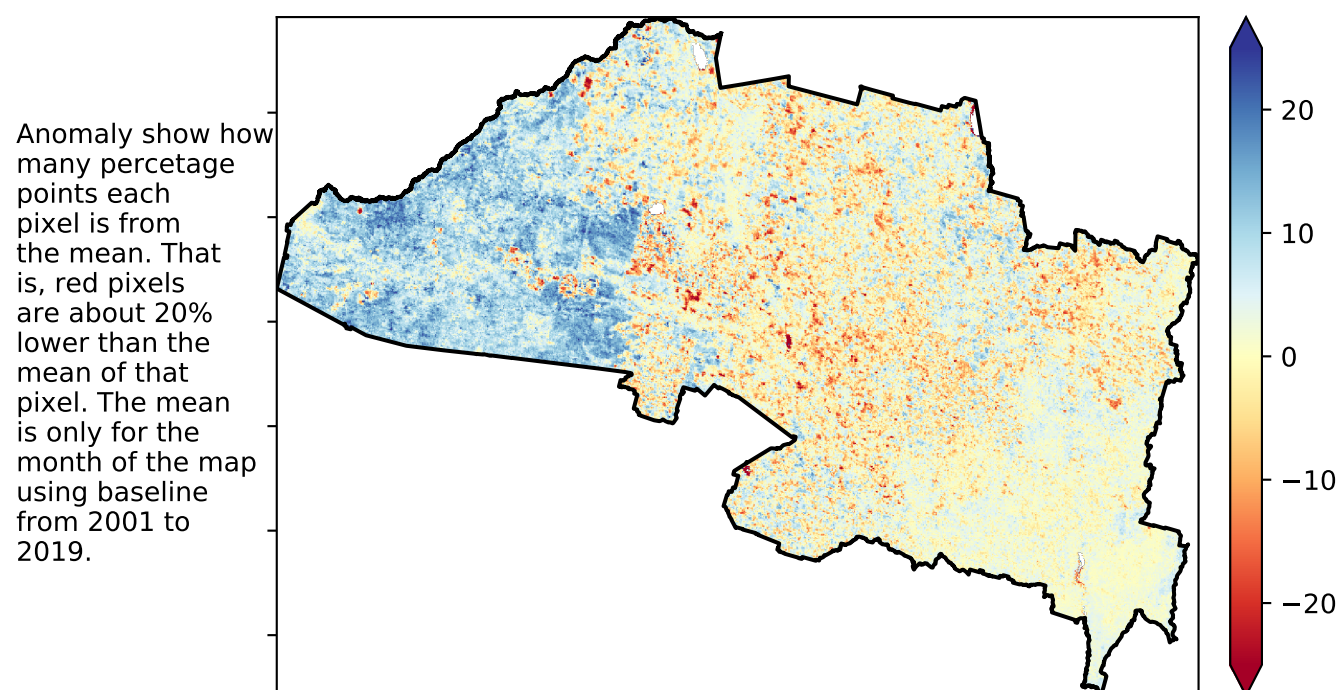 Anomaly show how
many percetage
points each
pixel is from
the mean. That
is, red pixels
are about 20%
lower than the
mean of that
pixel. The mean
is only for the
month of the map
using baseline
from 2001 to
2019.
20
10
0
−10
−20